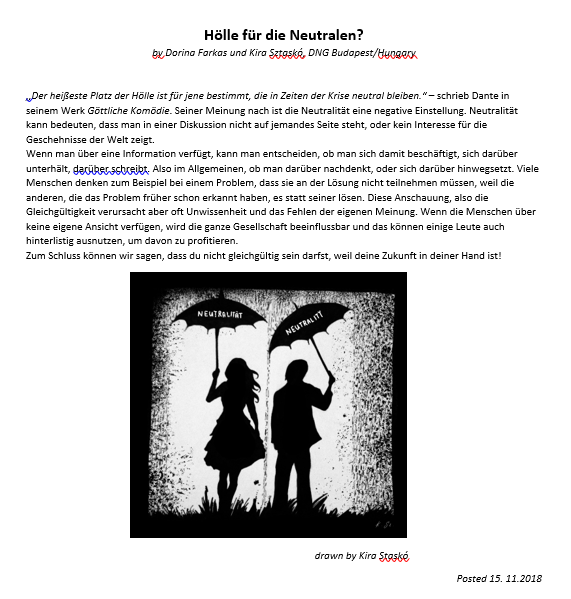 Hölle für die Neutralen?
by Dorina Farkas und Kira Sztaskó, DNG Budapest/Hungary
„Der heißeste Platz der Hölle ist für jene bestimmt, die in Zeiten der Krise neutral bleiben.“ – schrieb Dante in
seinem Werk Göttliche Komödie. Seiner Meinung nach ist die Neutralität eine negative Einstellung. Neutralität
kann bedeuten, dass man in einer Diskussion nicht auf jemandes Seite steht, oder kein Interesse für die
Geschehnisse der Welt zeigt.
Wenn man über eine Information verfügt, kann man entscheiden, ob man sich damit beschäftigt, sich darüber
unterhält, darüber schreibt. Also im Allgemeinen, ob man darüber nachdenkt, oder sich darüber hinwegsetzt. Viele
Menschen denken zum Beispiel bei einem Problem, dass sie an der Lösung nicht teilnehmen müssen, weil die
anderen, die das Problem früher schon erkannt haben, es statt seiner lösen. Diese Anschauung, also die
Gleichgültigkeit verursacht aber oft Unwissenheit und das Fehlen der eigenen Meinung. Wenn die Menschen über
keine eigene Ansicht verfügen, wird die ganze Gesellschaft beeinflussbar und das können einige Leute auch
hinterlistig ausnutzen, um davon zu profitieren.
Zum Schluss können wir sagen, dass du nicht gleichgültig sein darfst, weil deine Zukunft in deiner Hand ist!
NEUTRALITÄT
drawn by Kira Staskó
Posted 15. 11.2018